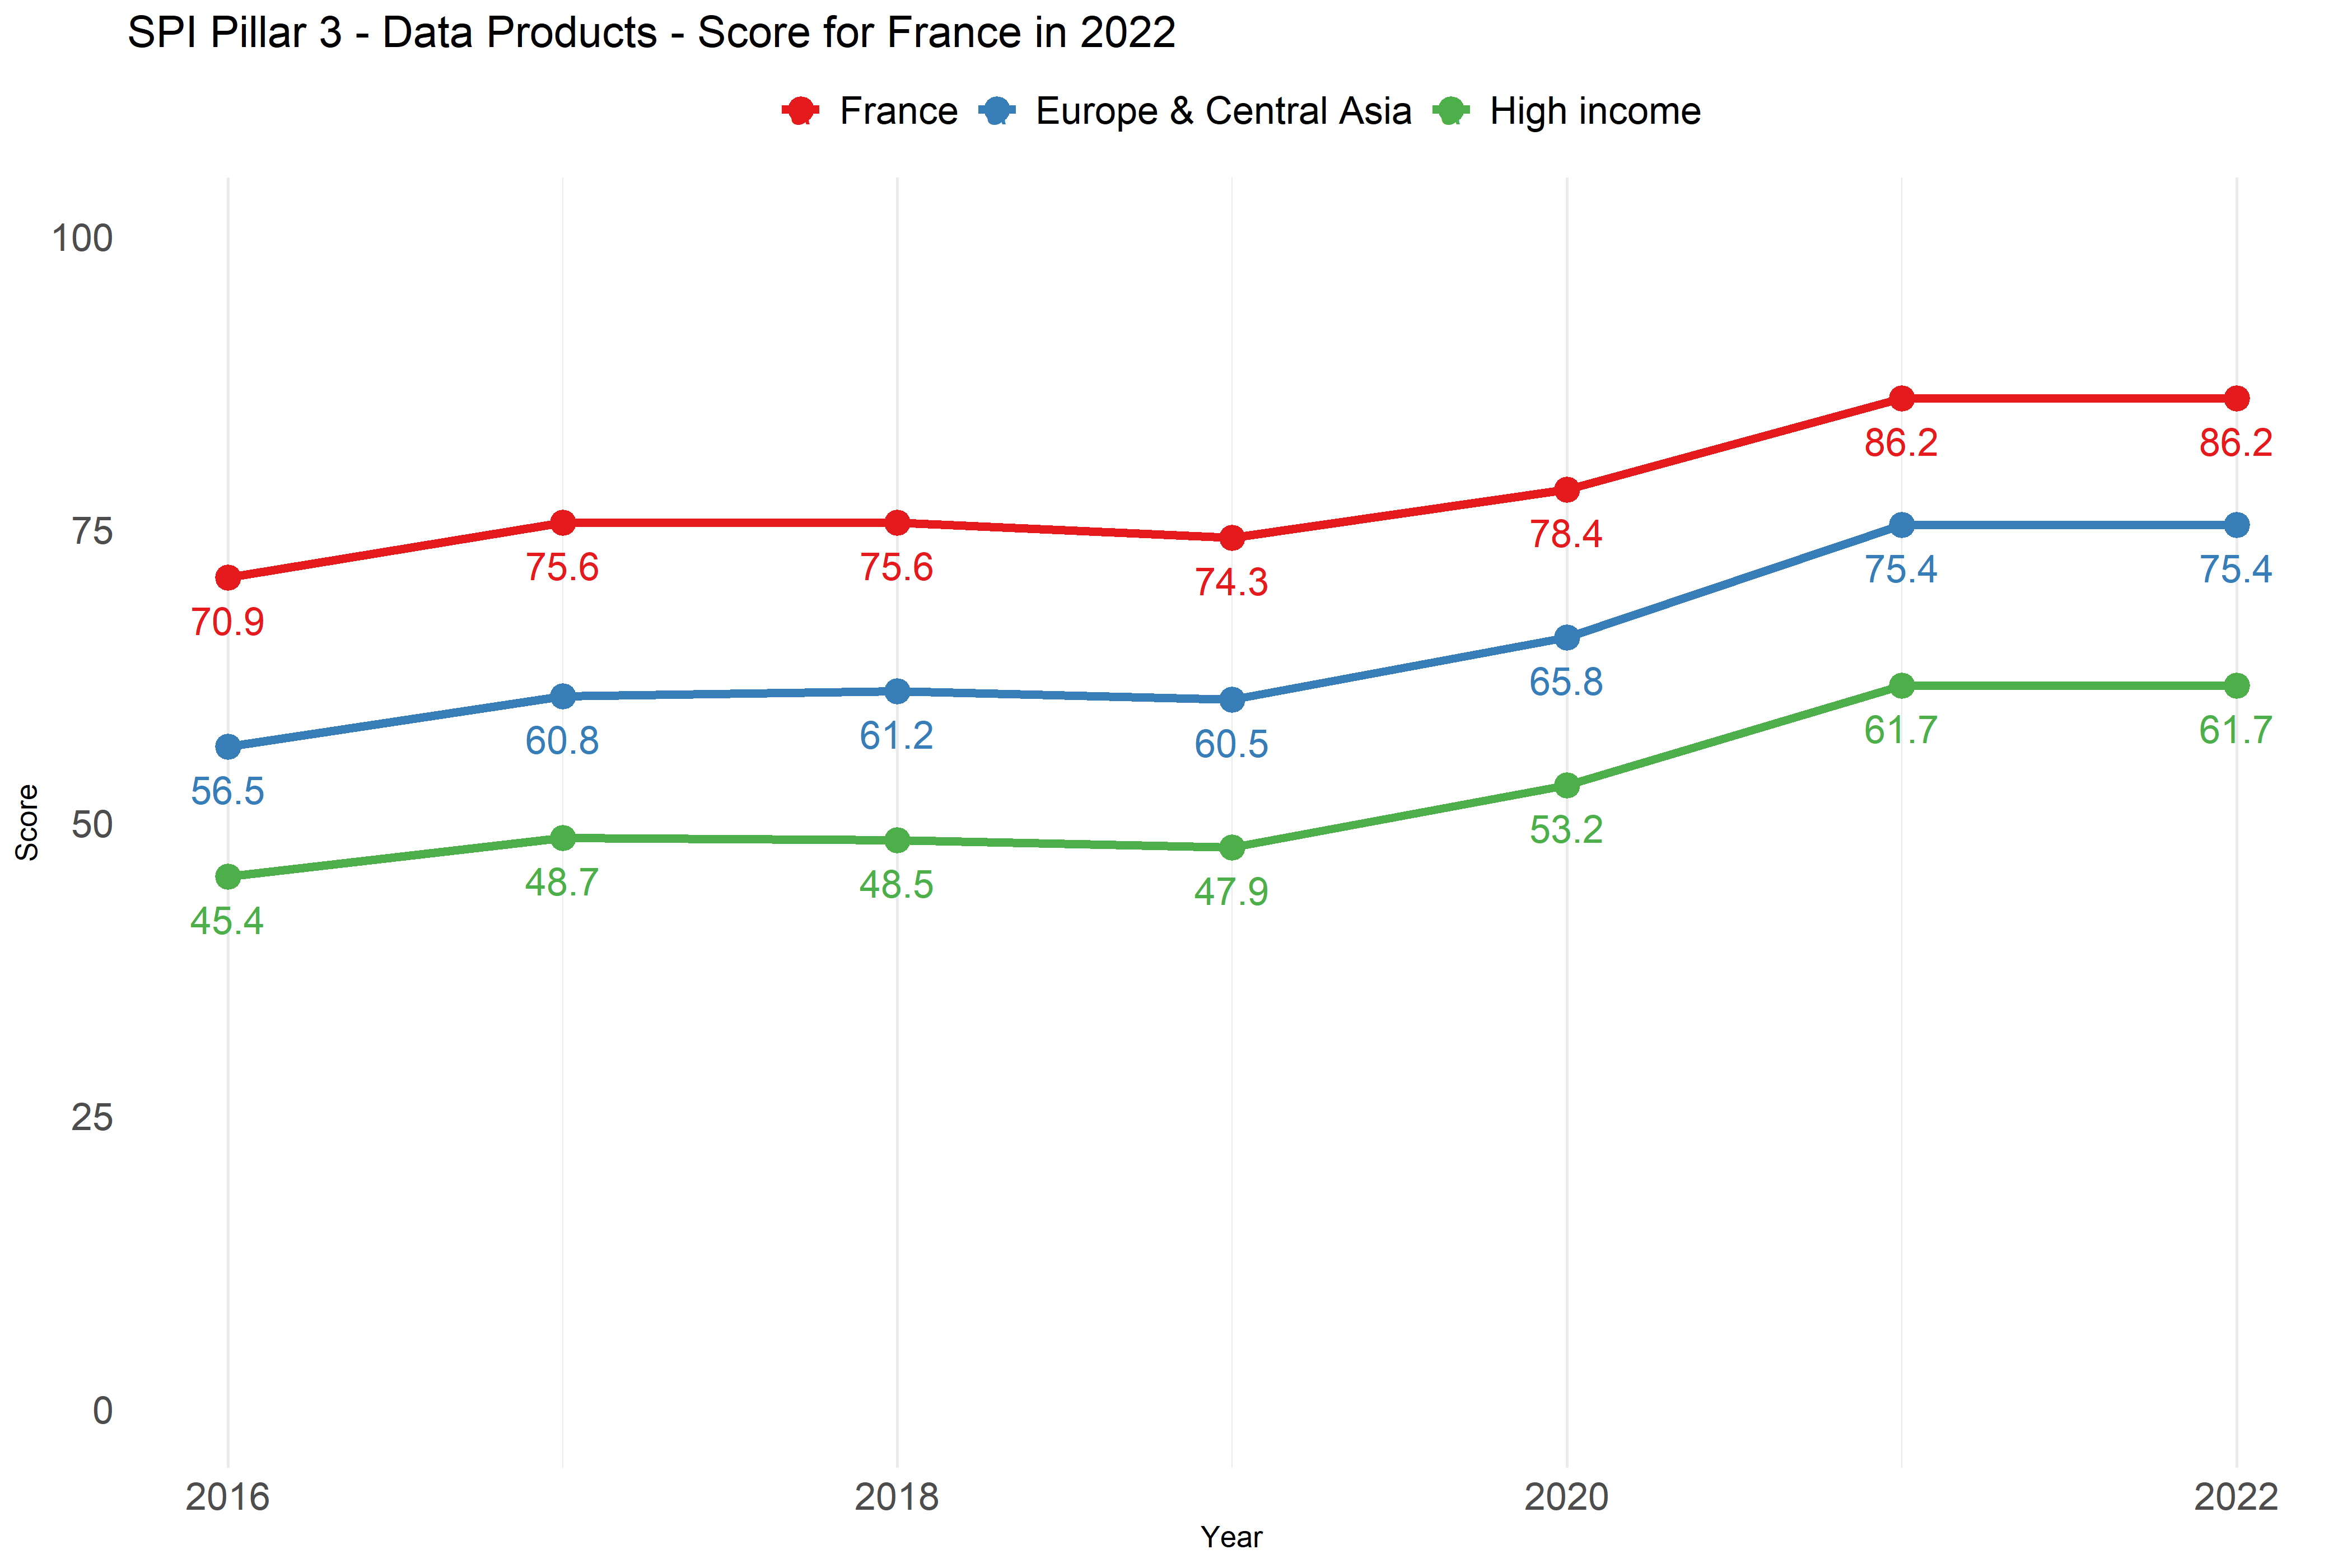 SPI Pillar 3 - Data Products - Score for France in 2022
France Europe & Central Asia High income
100
75
50
25
0
Score
86.2 86.2
78.4
75.6 75.6 74.3
70.9
75.4 75.4
65.8
60.8 61.2 60.5
56.5
61.7 61.7
53.2
48.7 48.5 47.9
45.4
2016 2018 2020 2022
Year